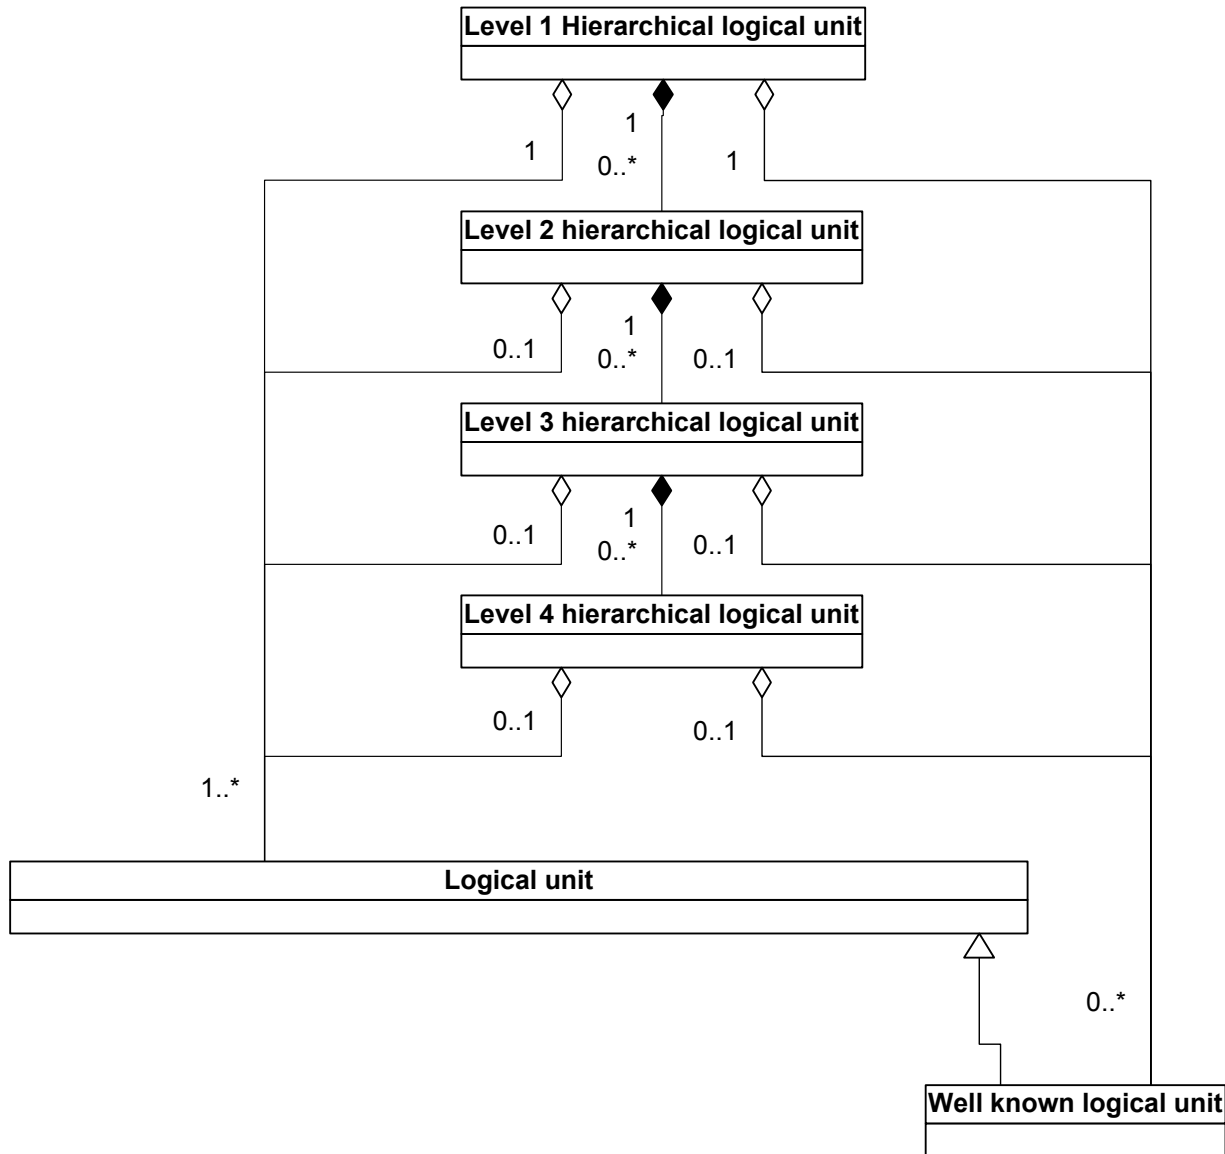 Level 1 Hierarchical logical unit
1
1
0..*
1
Level 2 hierarchical logical unit
0..1
1
0..*
0..1
Level 3 hierarchical logical unit
0..1
1
0..*
0..1
Level 4 hierarchical logical unit
0..1
0..1
1..*
Logical unit
0..*
Well known logical unit